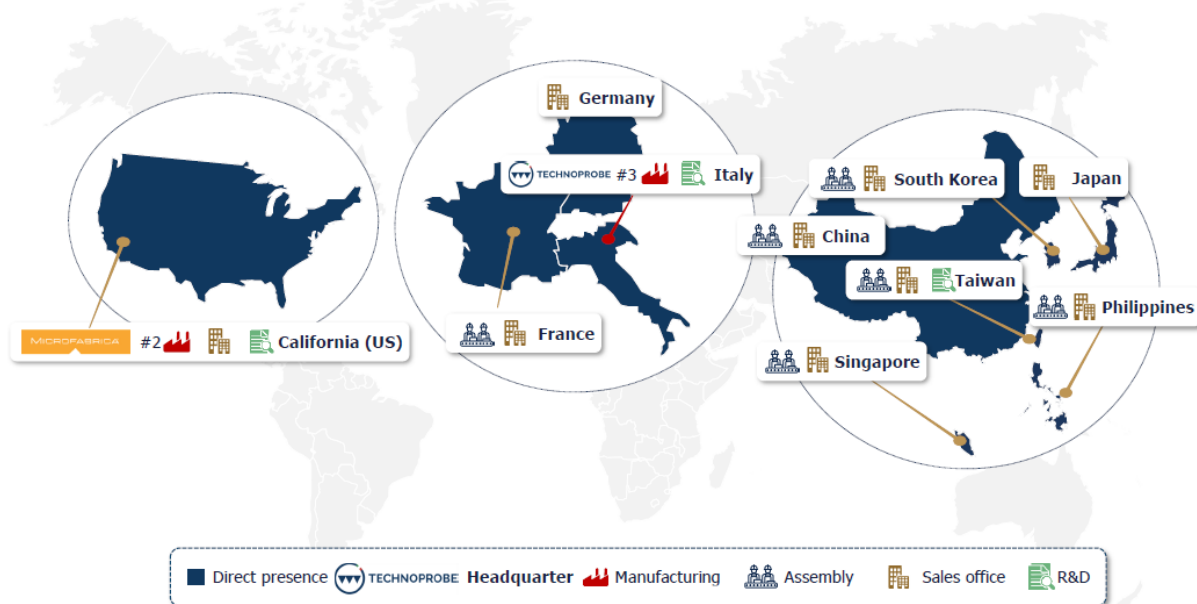 Germany
TECHNOPROBE #3 Italy
South Korea
Japan
China
Taiwan
Philippines
France
Singapore
MICROFABRICA #2 California (US)
Direct presence TECHNOPROBE Headquarter Manufacturing Assembly Sales office R&D